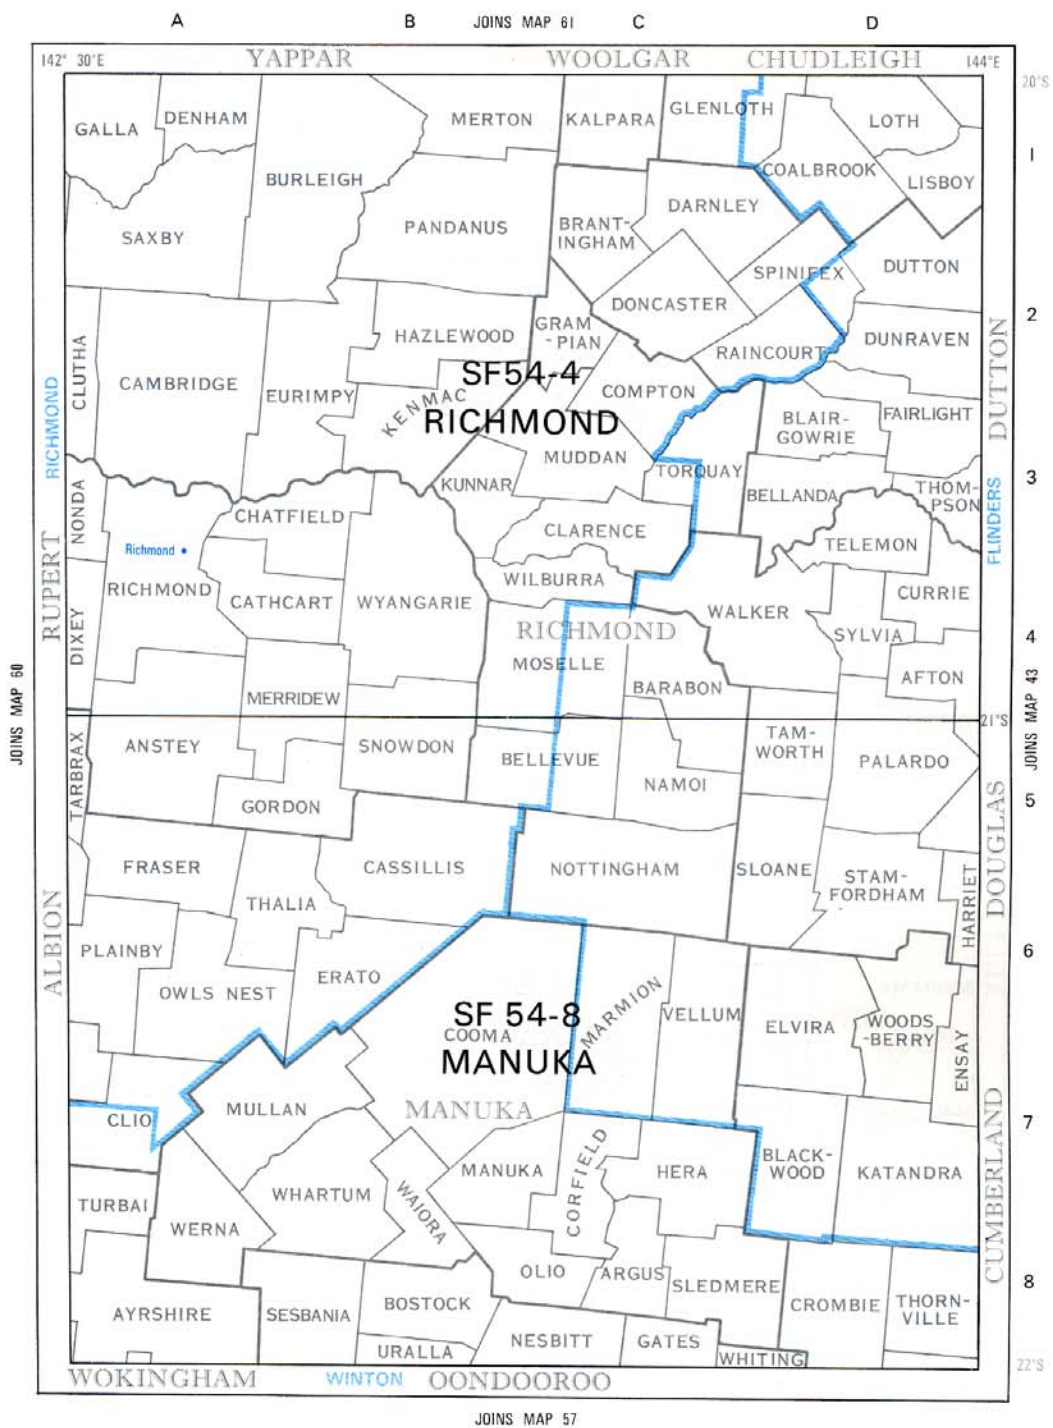 A B JOINS MAP 61 C D
142° 30'E YAPPAR WOOLGAR CHUDLEIGH 144°E
20°S
GALLA DENHAM MERTON KALPARA GLENLOTH LOTH
1
BURLEIGH COALBROOK LISBOY
SAXBY PANDANUS BRANT-
INGHAM
DARNLEY
SPINIFEX DUTTON
DONCASTER
2
CLUTHA CAMBRIDGE EURIMPY HAZLEWOOD GRAM
-PIAN
RAINCOURT DUNRAVEN
DUTTON
SF54-4
RICHMOND
KENMAC COMPTON
BLAIR-
GOWRIE
FAIRLIGHT
RICHMOND
MUDDAN
KUNNAR TORQUAY BELLANDA THOM-
PSON
3
NONDA CHATFIELD CLARENCE TELEMON
FLINDERS
Richmond
RICHMOND CATHCART WYANGARIE WILBURRA WALKER CURRIE
RUPERT
RICHMOND
DIXEY MOSELLE SYLVIA
4
MERRIDEW BARABON AFTON
JOINS MAP 60
JOINS MAP 43
21°S
TARBRAX ANSTEY SNOWDON BELLEVUE TAM-
WORTH
PALARDO
GORDON NAMOI
5
FRASER CASSILLIS NOTTINGHAM SLOANE STAM-
FORDHAM
HARRIET
DOUGLAS
THALIA
ALBION
PLAINBY ERATO
6
OWLS NEST
SF 54-8
COOMA
MANUKA
MARMION VELLUM ELVIRA WOODS
-BERRY
ENSAY
CLIO MULLAN MANUKA
7
MANUKA CORFIELD HERA BLACK-
WOOD
KATANDRA
CUMBERLAND
TURBAI WERNA WHARTUM WAIORA
OLIO ARGUS SLEDMERE
8
AYRSHIRE SESBANIA BOSTOCK CROMBIE THORN-
VILLE
URALLA NESBITT GATES WHITING
22°S
WOKINGHAM WINTON OONDOOROO
JOINS MAP 57